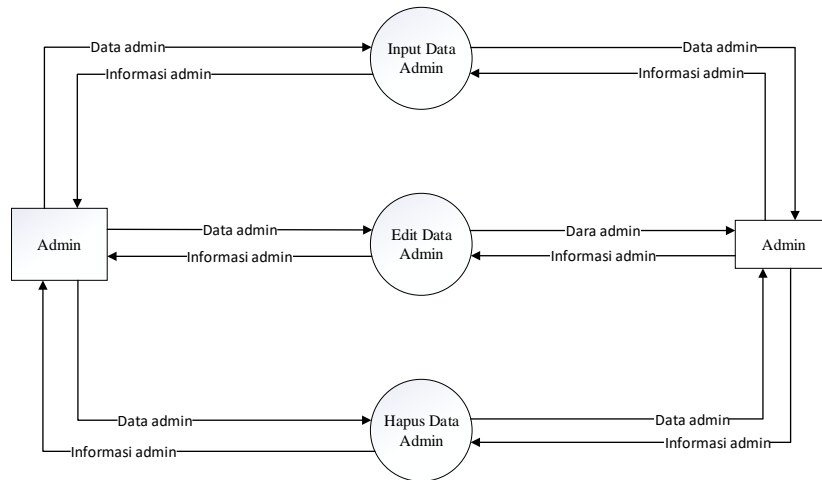 Data admin
Input Data
Admin
Data admin
Informasi admin
Informasi admin
Admin
Data admin
Edit Data
Admin
Dara admin
Admin
Informasi admin
Informasi admin
Data admin
Hapus Data
Admin
Data admin
Informasi admin
Informasi admin